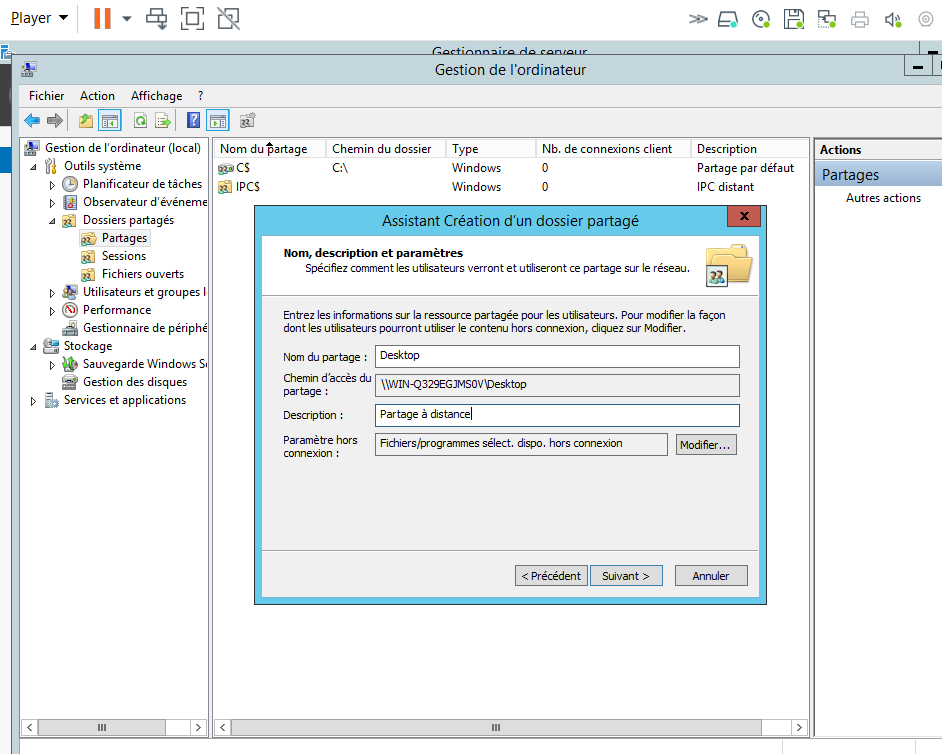 Player
Gestionnaire de serveur
Gestion de l'ordinateur
Fichier Action Affichage ?
Gestion de l'ordinateur (local)
Outils système
Planificateur de tâches
Observateur d'événeme
Dossiers partagés
Partages
Sessions
Fichiers ouverts
Utilisateurs et groupes l
Performance
Gestionnaire de périphé
Stockage
Sauvegarde Windows Se
Gestion des disques
Services et applications
Nom du partage Chemin du dossier Type Nb. de connexions client Description
C$ C:\ Windows 0 Partage par défaut
IPC$ Windows 0 IPC distant
Actions
Partages
Autres actions
Assistant Création d'un dossier partagé
Nom, description et paramètres
Spécifiez comment les utilisateurs verront et utiliseront ce partage sur le réseau.
Entrez les informations sur la ressource partagée pour les utilisateurs. Pour modifier la façon
dont les utilisateurs pourront utiliser le contenu hors connexion, cliquez sur Modifier.
Nom du partage : Desktop
Chemin d'accès du
partage : \\WIN-Q329EGJMS0V\Desktop
Description : Partage à distance
Paramètre hors
connexion : Fichiers/programmes sélect. dispo. hors connexion Modifier...
< Précédent Suivant > Annuler